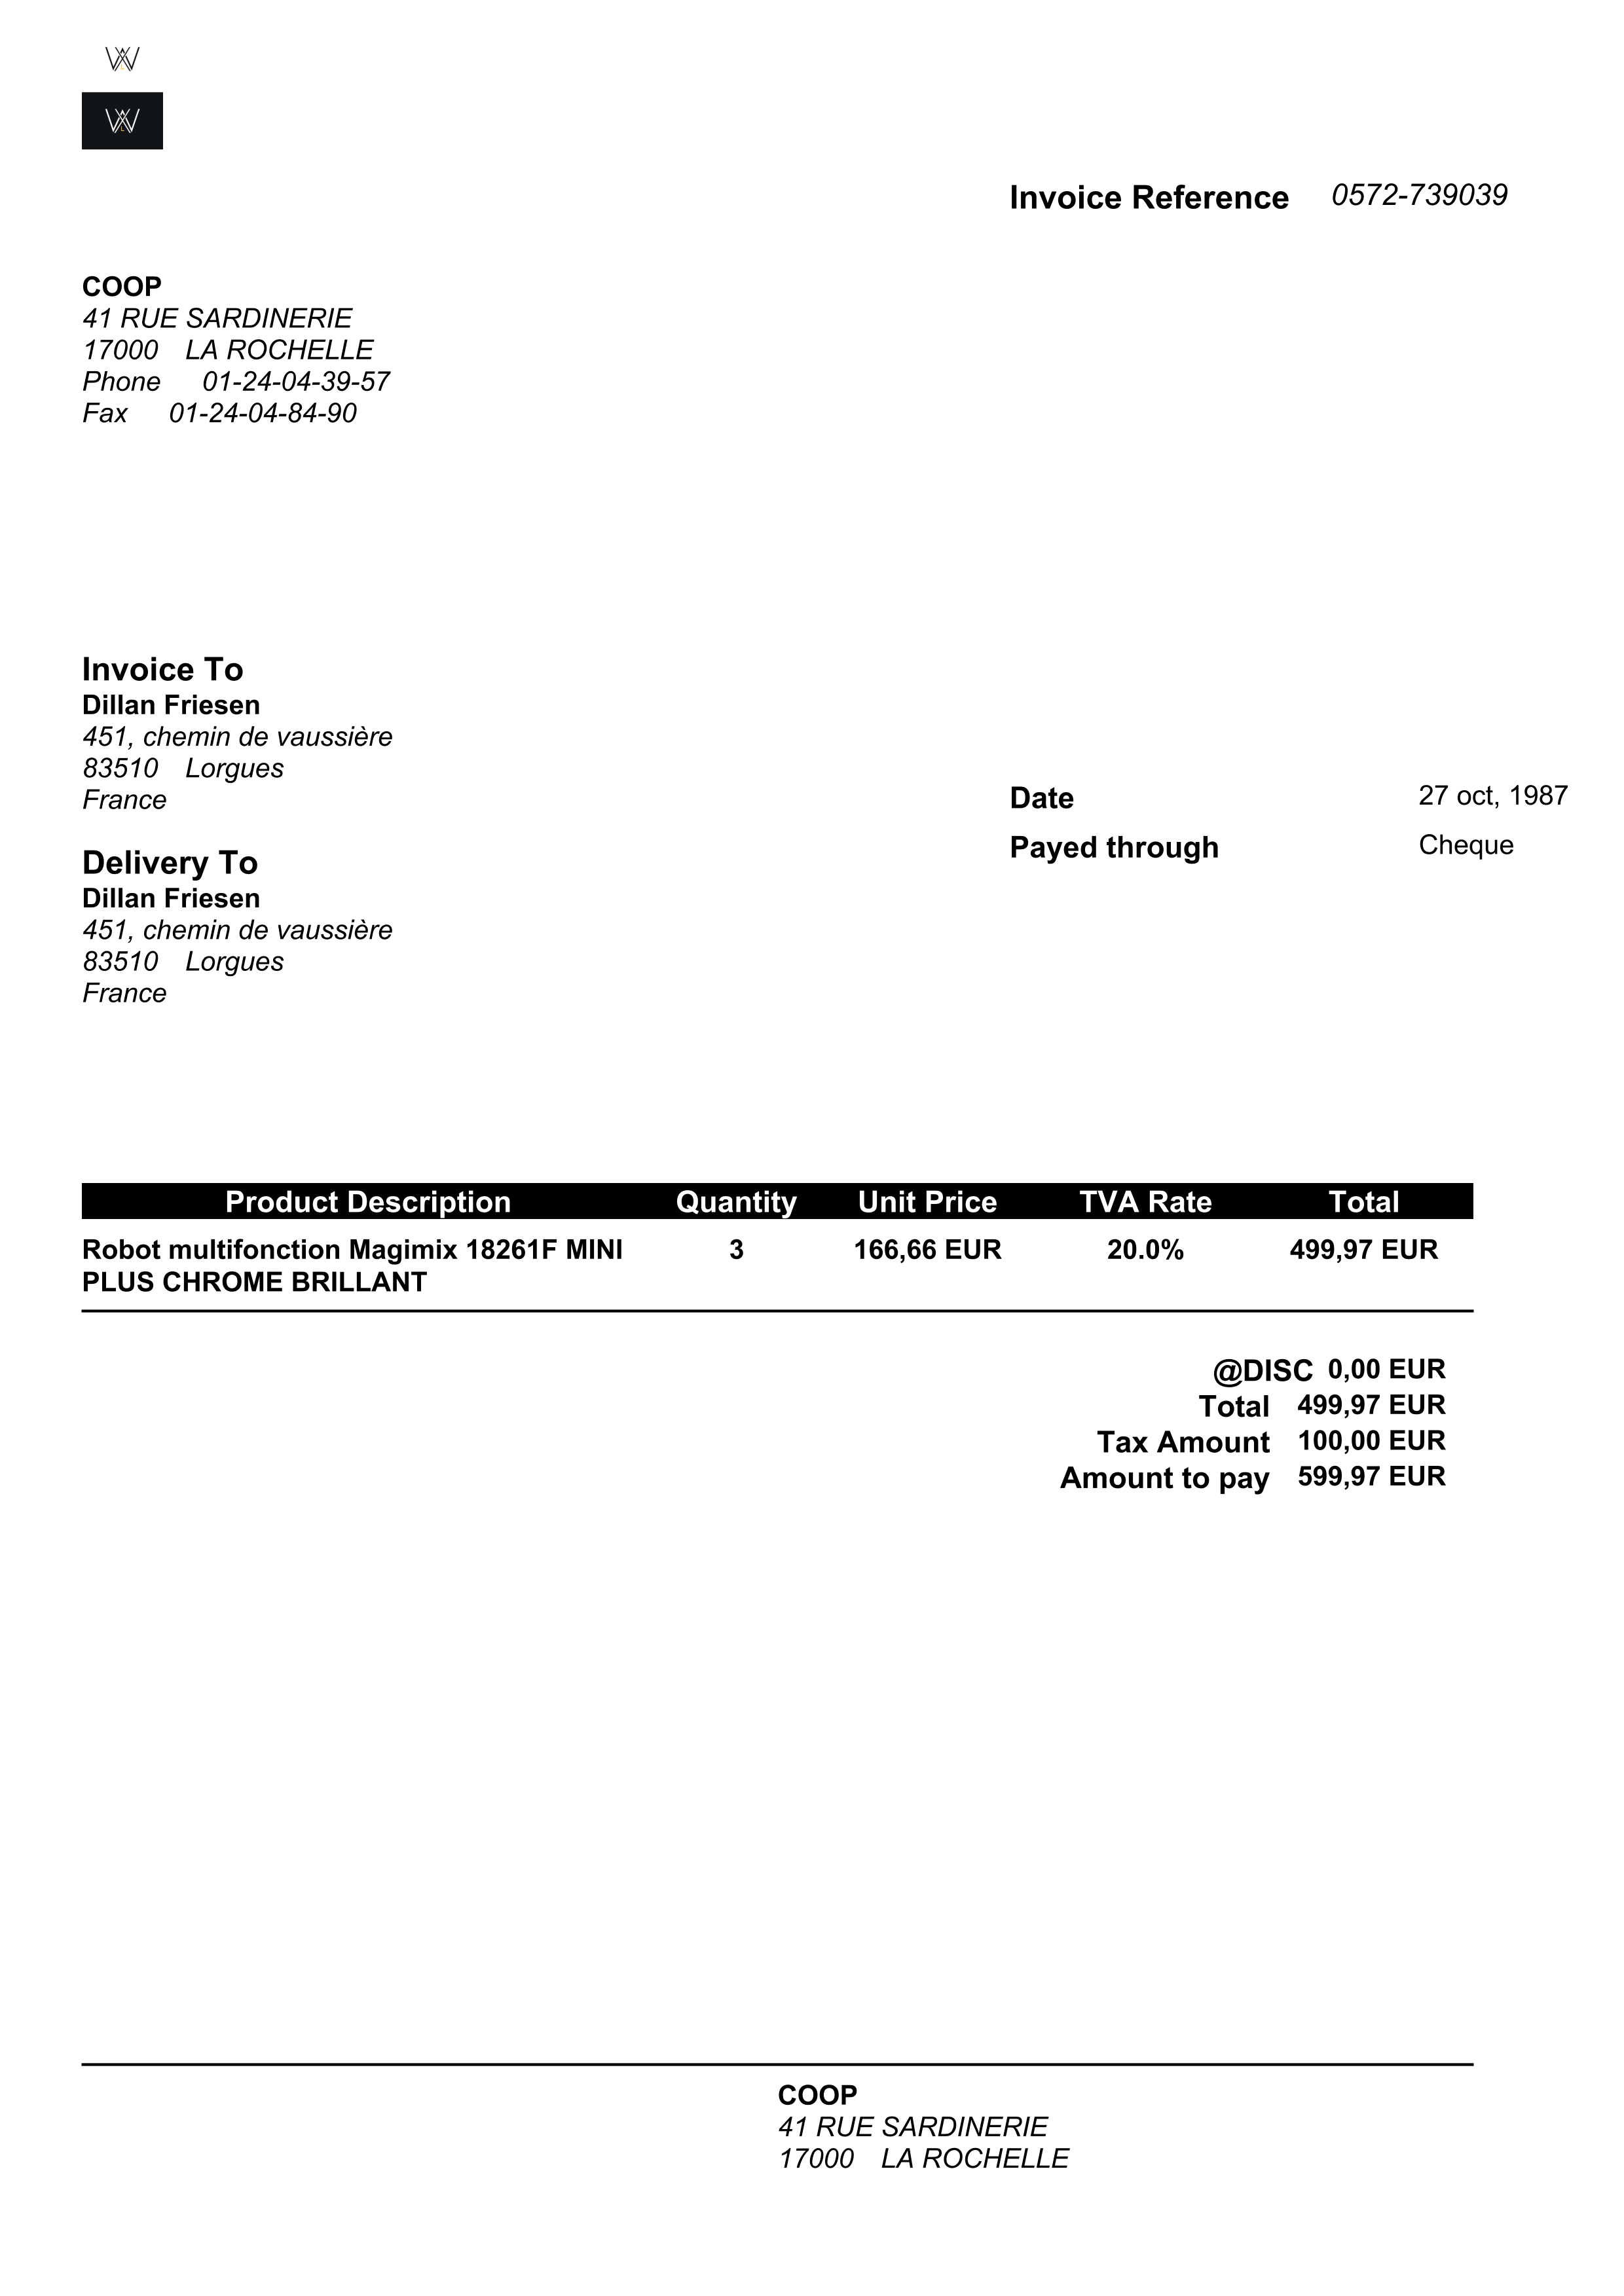 Invoice Reference 0572-739039
COOP
41 RUE SARDINERIE
17000 LA ROCHELLE
Phone 01-24-04-39-57
Fax 01-24-04-84-90
Invoice To
Dillan Friesen
451, chemin de vaussière
83510 Lorgues
France
Date 27 oct, 1987
Payed through Cheque
Delivery To
Dillan Friesen
451, chemin de vaussière
83510 Lorgues
France
Product Description Quantity Unit Price TVA Rate Total
Robot multifonction Magimix 18261F MINI 3 166,66 EUR 20.0% 499,97 EUR
PLUS CHROME BRILLANT
@DISC 0,00 EUR
Total 499,97 EUR
Tax Amount 100,00 EUR
Amount to pay 599,97 EUR
COOP
41 RUE SARDINERIE
17000 LA ROCHELLE